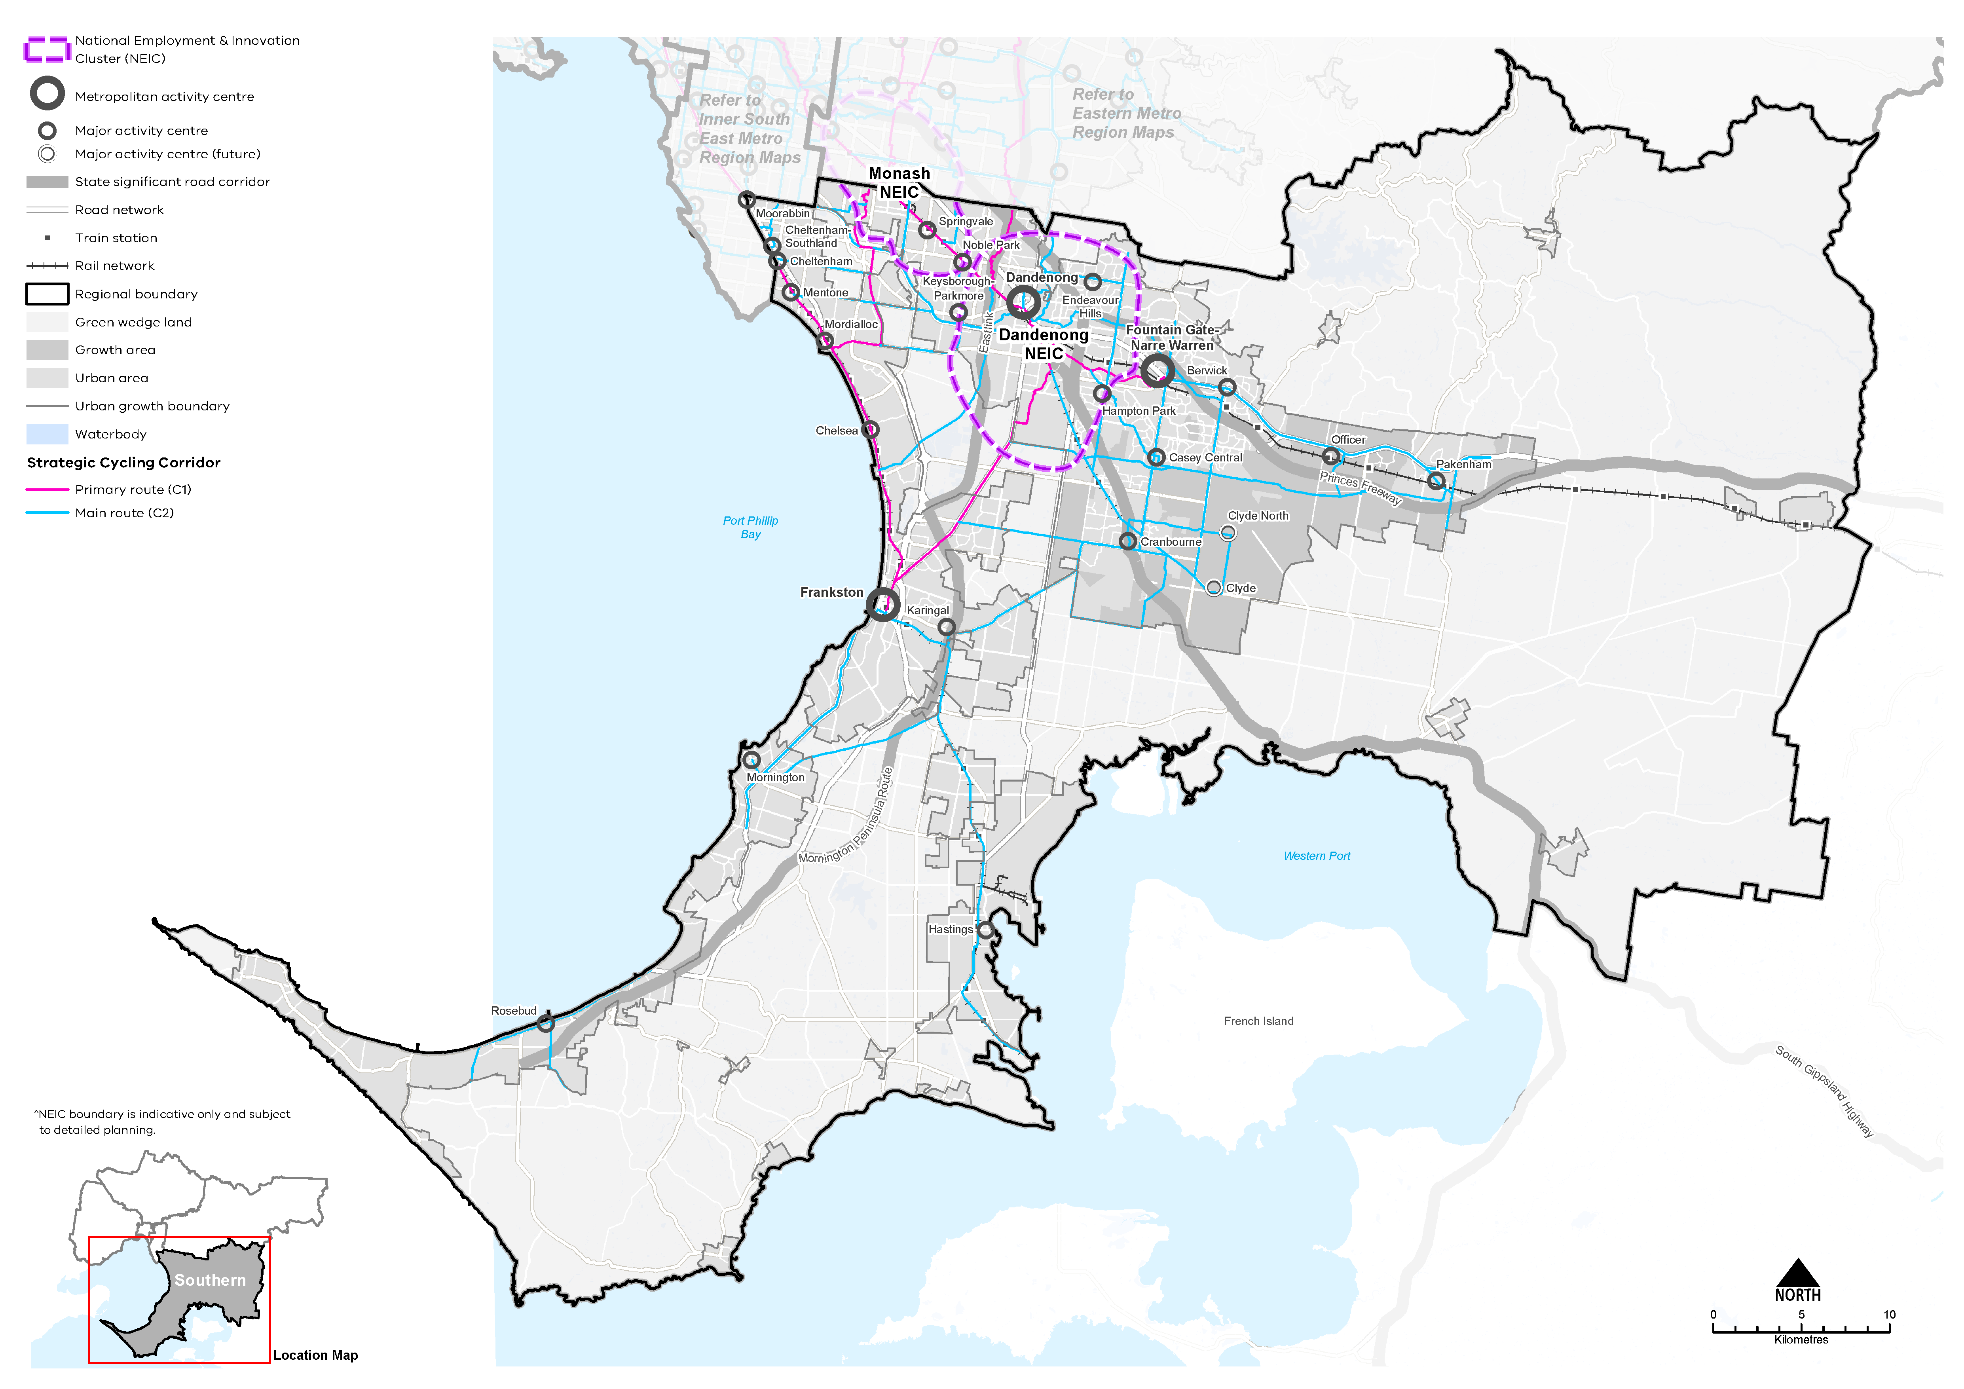 National Employment & Innovation
Cluster (NEIC)
Metropolitan activity centre
Major activity centre
Major activity centre (future)
State significant road corridor
Road network
Train station
Rail network
Regional boundary
Green wedge land
Growth area
Urban area
Urban growth boundary
Waterbody
Strategic Cycling Corridor
Primary route (C1)
Main route (C2)
Refer to
Inner South
East Metro
Region Maps
Refer to
Eastern Metro
Region Maps
Monash
NEIC
Moorabbin
Springvale
Cheltenham-
Southland
Noble Park
Cheltenham
Keysborough-
Parkmore
Dandenong
Mentone
Endeavour
Hills
Mordialloc
Eastlink
Dandenong
NEIC
Fountain Gate-
Narre Warren
Berwick
Hampton Park
Chelsea
Officer
Casey Central
Pakenham
Princes Freeway
Port Phillip
Bay
Clyde North
Cranbourne
Clyde
Frankston
Karingal
Mornington
Mornington Peninsula Route
Western Port
Hastings
Rosebud
French Island
South Gippsland Highway
^NEIC boundary is indicative only and subject
to detailed planning.
Southern
Location Map
NORTH
0 5 10
Kilometres